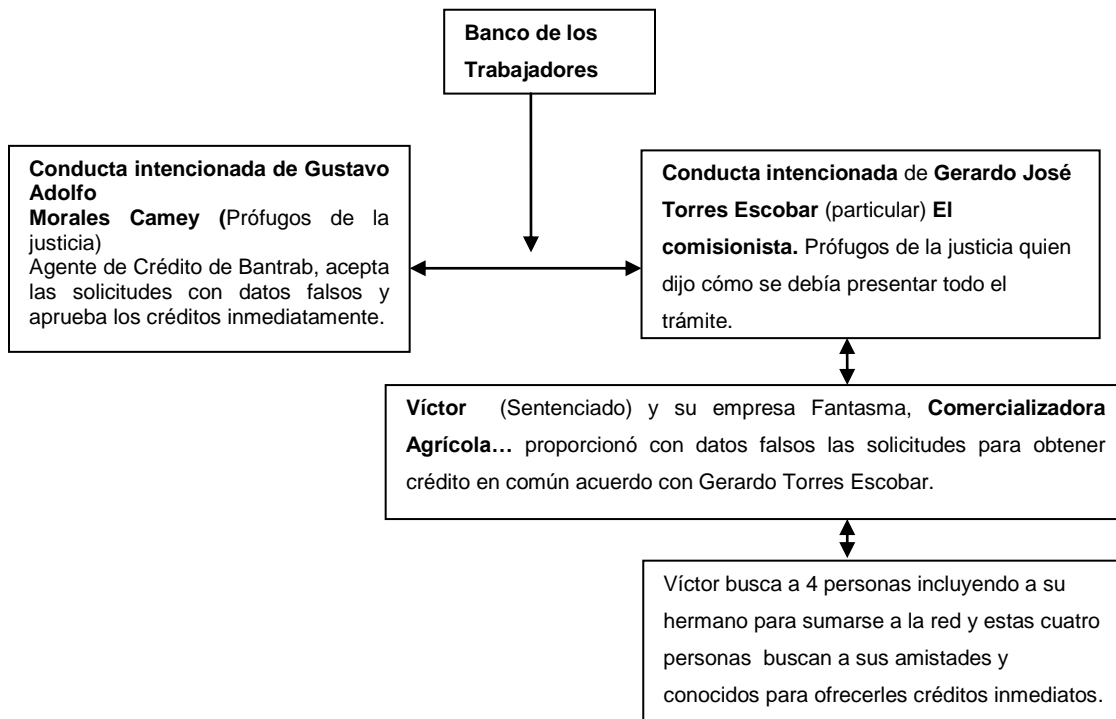 Banco de los
Trabajadores
Conducta intencionada de Gustavo
Adolfo
Morales Camey (Prófugos de la
justicia)
Agente de Crédito de Bantrab, acepta
las solicitudes con datos falsos y
aprueba los créditos inmediatamente.
Conducta intencionada de Gerardo José
Torres Escobar (particular) El
comisionista. Prófugos de la justicia quien
dijo cómo se debía presentar todo el
trámite.
Víctor (Sentenciado) y su empresa Fantasma, Comercializadora
Agrícola… proporcionó con datos falsos las solicitudes para obtener
crédito en común acuerdo con Gerardo Torres Escobar.
Víctor busca a 4 personas incluyendo a su
hermano para sumarse a la red y estas cuatro
personas buscan a sus amistades y
conocidos para ofrecerles créditos inmediatos.